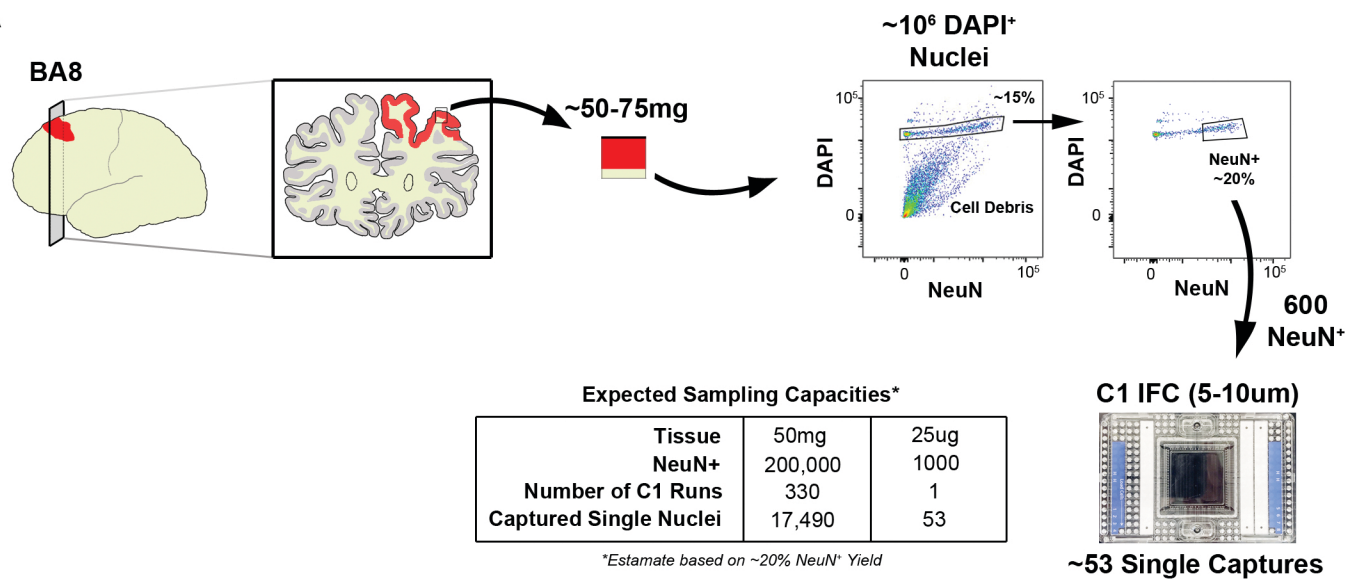 BA8
~50-75mg
~10⁶ DAPI⁺
Nuclei
10⁵
~15%
DAPI
Cell Debris
0
0
10⁵
NeuN
10⁵
DAPI
NeuN+
~20%
0
0
10⁵
NeuN
600
NeuN⁺
Expected Sampling Capacities*
Tissue 50mg 25ug
NeuN+ 200,000 1000
Number of C1 Runs 330 1
Captured Single Nuclei 17,490 53
*Estamate based on ~20% NeuN⁺ Yield
C1 IFC (5-10um)
~53 Single Captures